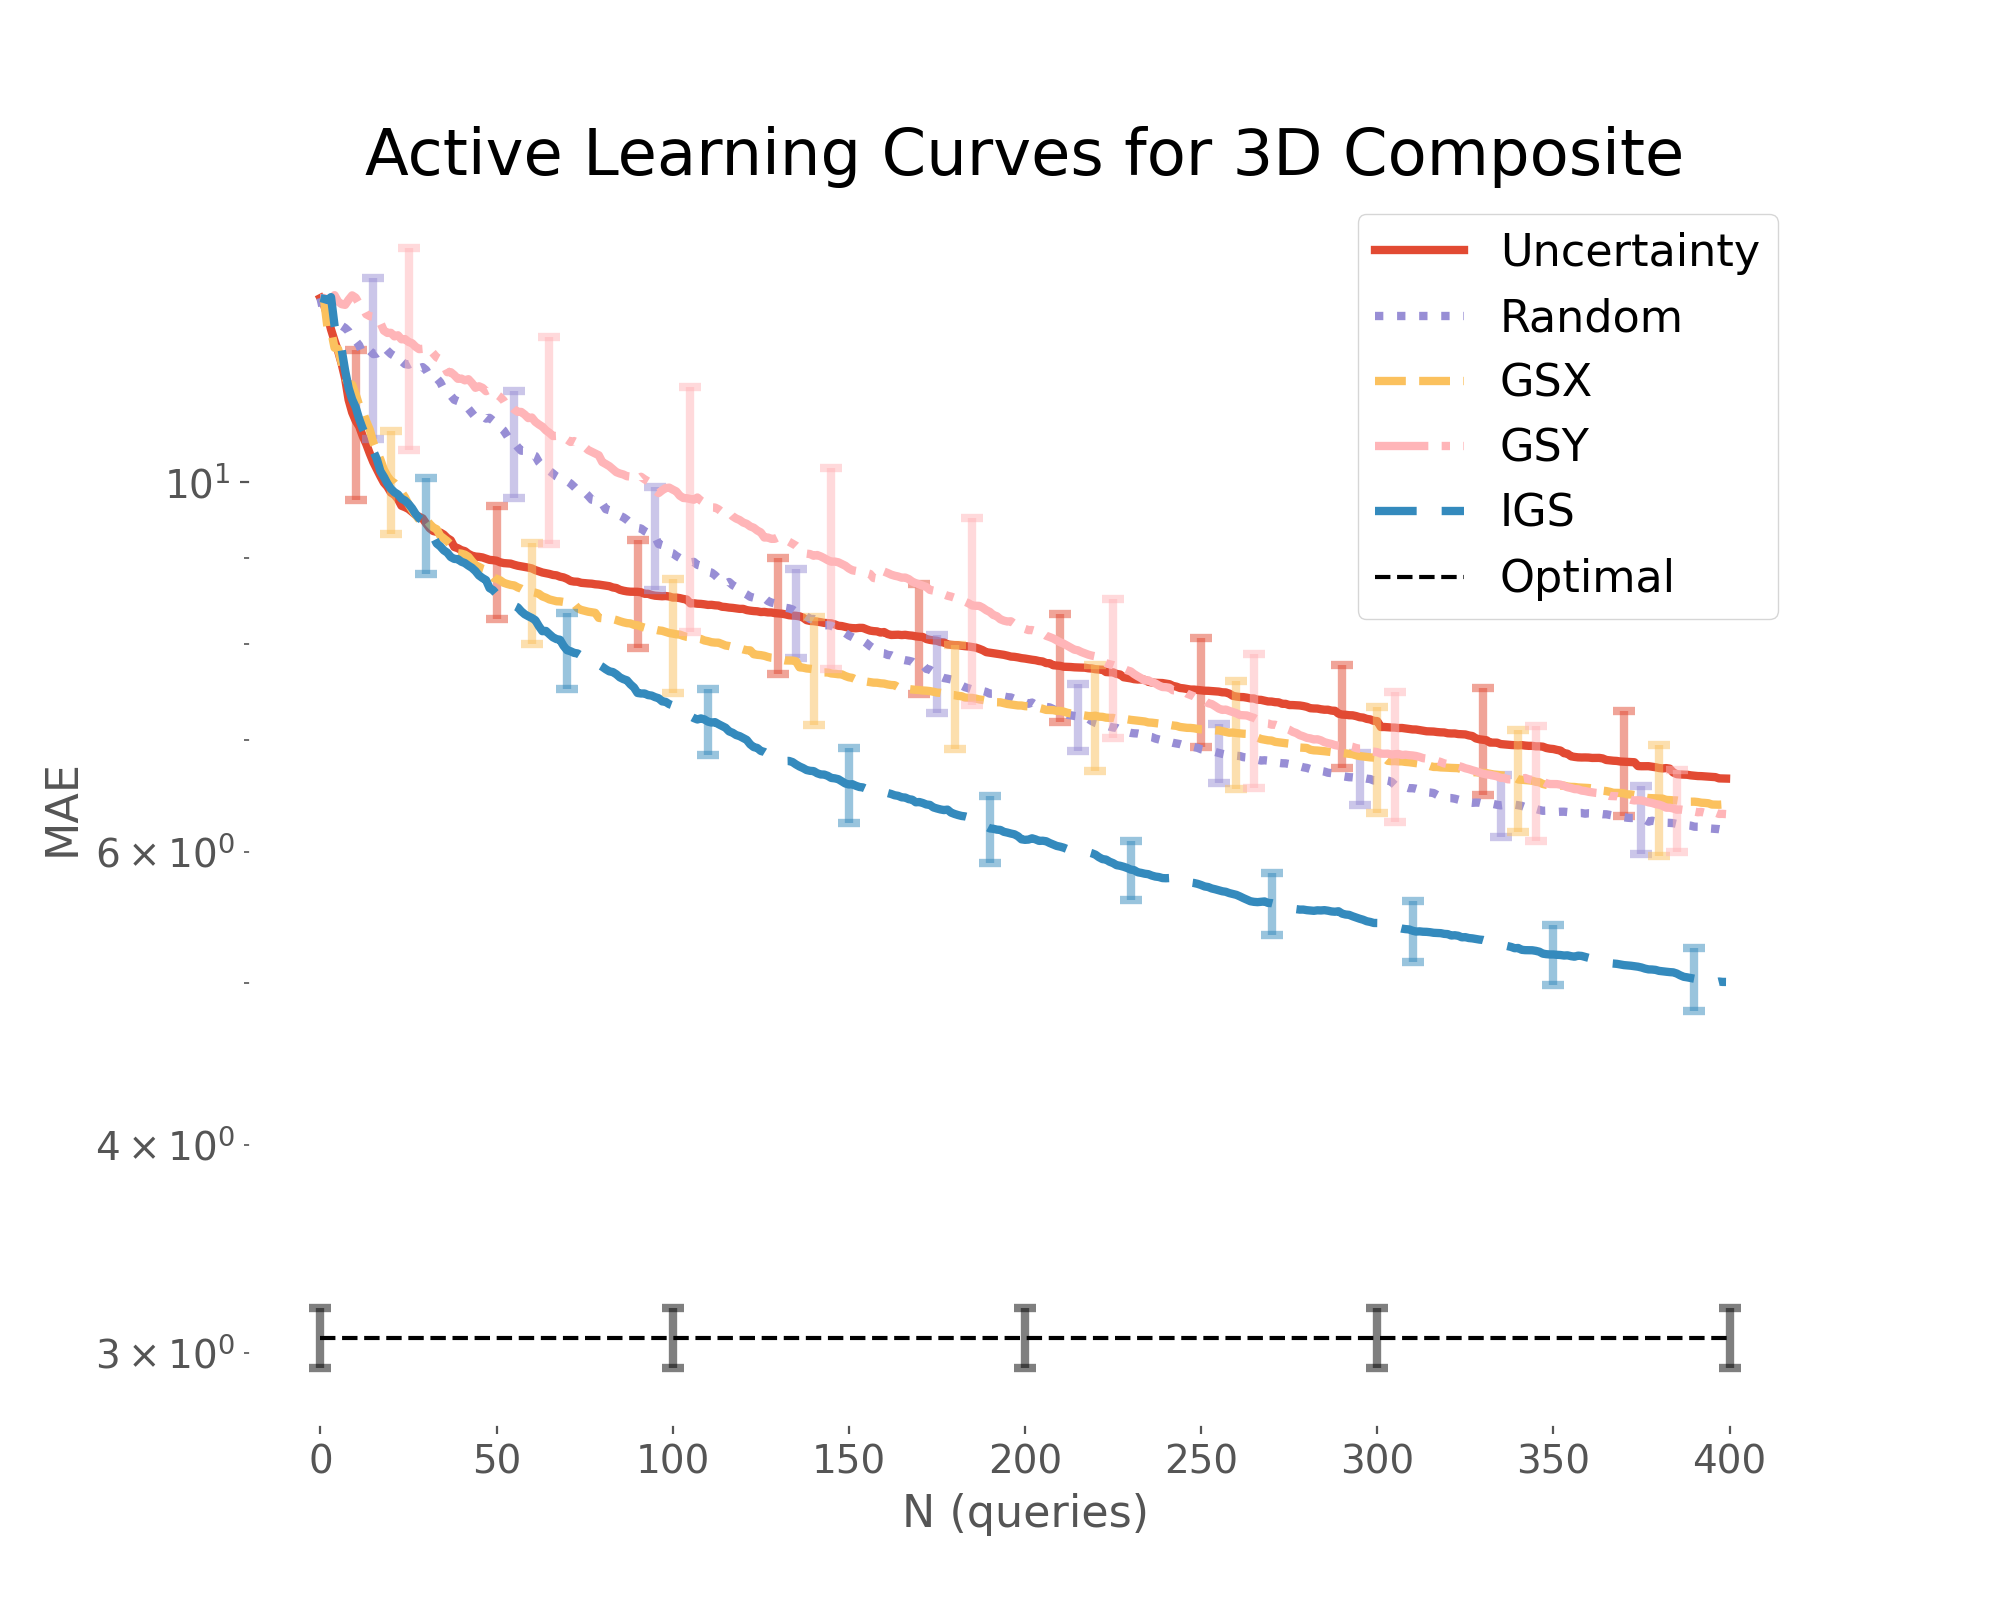 Active Learning Curves for 3D Composite
Uncertainty
Random
GSX
GSY
IGS
Optimal
MAE
10¹
6 × 10⁰
4 × 10⁰
3 × 10⁰
0 50 100 150 200 250 300 350 400
N (queries)